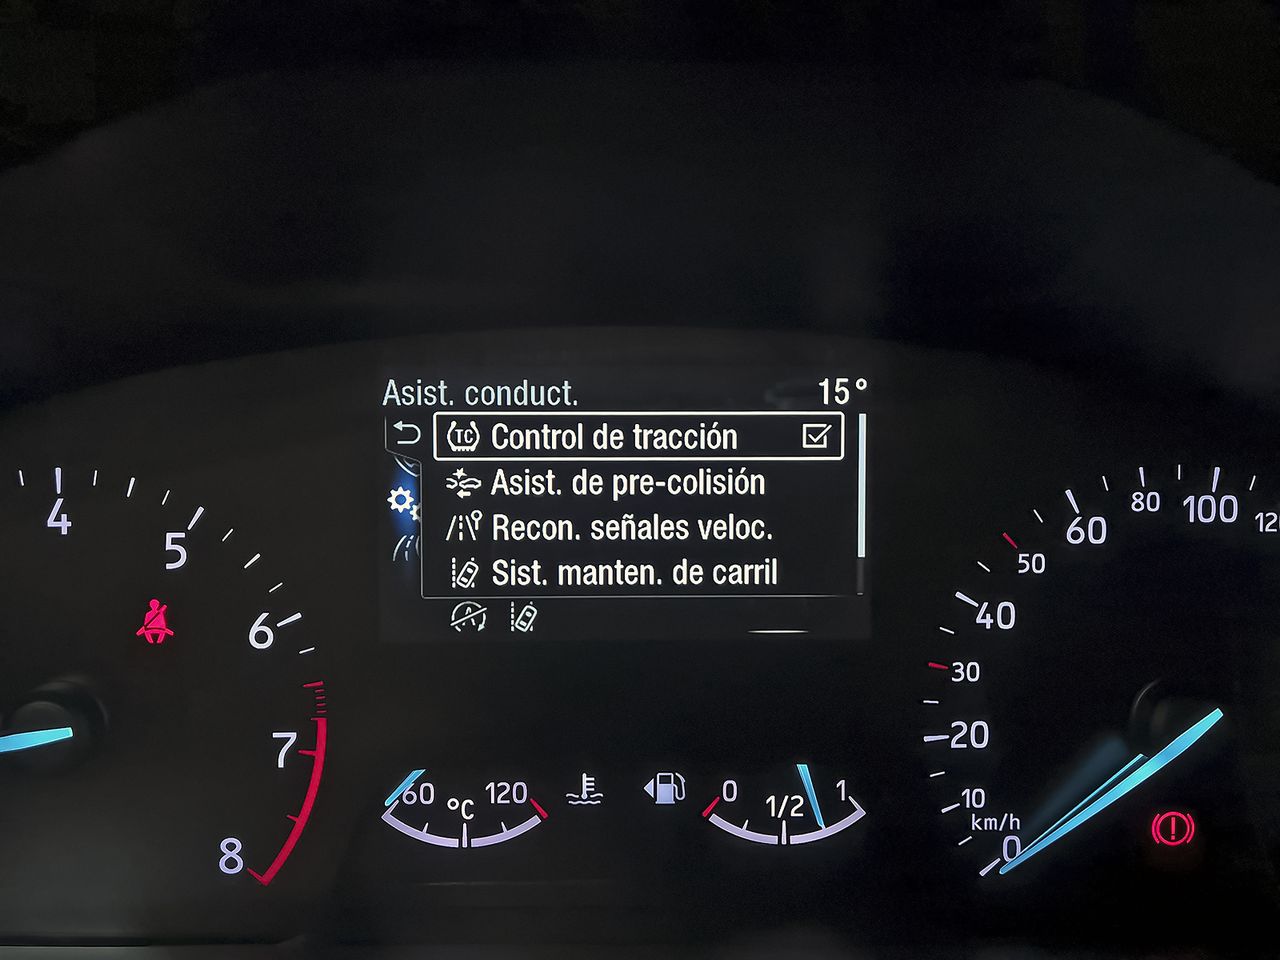 Asist. conduct. 15°
TC Control de tracción
Asist. de pre-colisión
Recon. señales veloc.
Sist. manten. de carril
A
4
5
6
7
8
60 °C 120
0 1/2 1
0
10
20
30
40
50
60
80
100
12
km/h